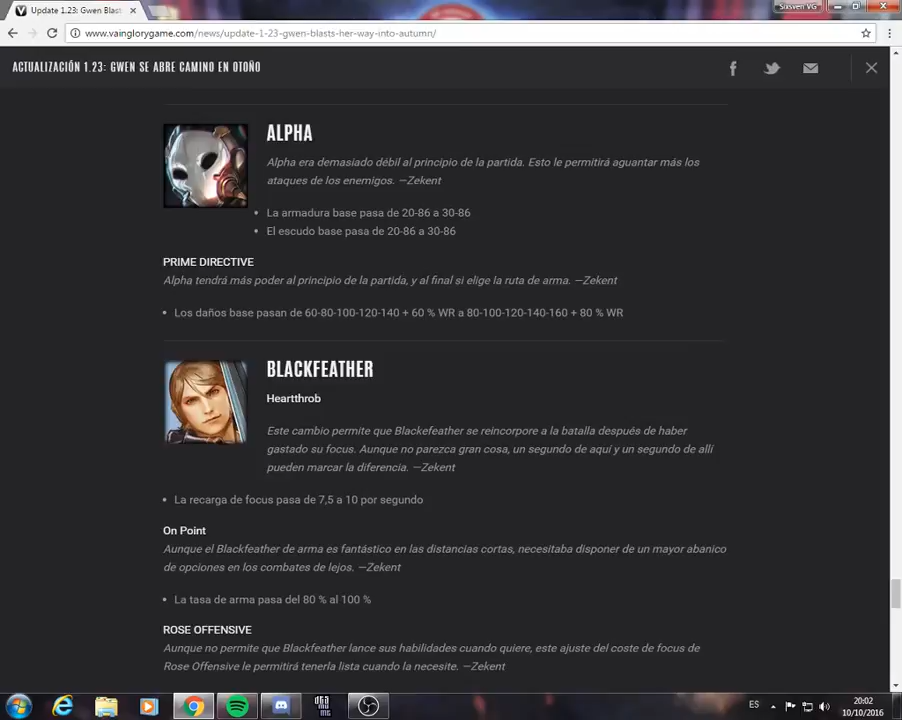 Update 1.23: Gwen Blast
Sixsven VG
www.vainglorygame.com/news/update-1-23-gwen-blasts-her-way-into-autumn/
ACTUALIZACIÓN 1.23: GWEN SE ABRE CAMINO EN OTOÑO
ALPHA
Alpha era demasiado débil al principio de la partida. Esto le permitirá aguantar más los
ataques de los enemigos. —Zekent
• La armadura base pasa de 20-86 a 30-86
• El escudo base pasa de 20-86 a 30-86
PRIME DIRECTIVE
Alpha tendrá más poder al principio de la partida, y al final si elige la ruta de arma. —Zekent
• Los daños base pasan de 60-80-100-120-140 + 60 % WR a 80-100-120-140-160 + 80 % WR
BLACKFEATHER
Heartthrob
Este cambio permite que Blackefeather se reincorpore a la batalla después de haber
gastado su focus. Aunque no parezca gran cosa, un segundo de aquí y un segundo de allí
pueden marcar la diferencia. —Zekent
• La recarga de focus pasa de 7,5 a 10 por segundo
On Point
Aunque el Blackfeather de arma es fantástico en las distancias cortas, necesitaba disponer de un mayor abanico
de opciones en los combates de lejos. —Zekent
• La tasa de arma pasa del 80 % al 100 %
ROSE OFFENSIVE
Aunque no permite que Blackfeather lance sus habilidades cuando quiere, este ajuste del coste de focus de
Rose Offensive le permitirá tenerla lista cuando la necesite. —Zekent
ES
20:02
10/10/2016